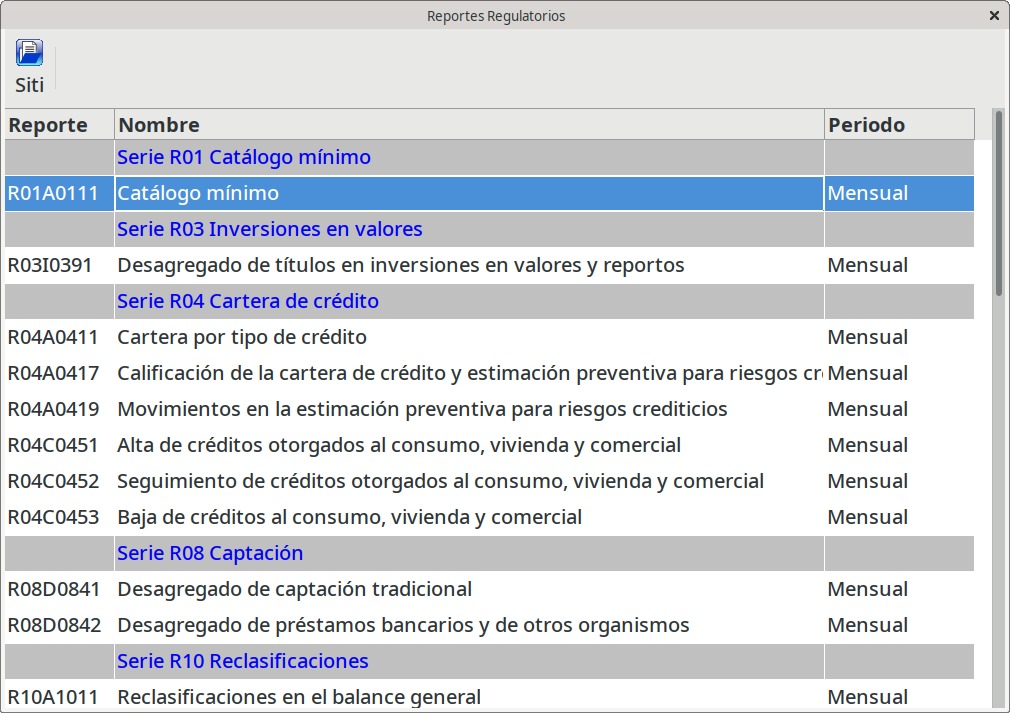 Reportes Regulatorios
Siti
Reporte Nombre Periodo
Serie R01 Catálogo mínimo
R01A0111 Catálogo mínimo Mensual
Serie R03 Inversiones en valores
R03I0391 Desagregado de títulos en inversiones en valores y reportos Mensual
Serie R04 Cartera de crédito
R04A0411 Cartera por tipo de crédito Mensual
R04A0417 Calificación de la cartera de crédito y estimación preventiva para riesgos Mensual
R04A0419 Movimientos en la estimación preventiva para riesgos crediticios Mensual
R04C0451 Alta de créditos otorgados al consumo, vivienda y comercial Mensual
R04C0452 Seguimiento de créditos otorgados al consumo, vivienda y comercial Mensual
R04C0453 Baja de créditos al consumo, vivienda y comercial Mensual
Serie R08 Captación
R08D0841 Desagregado de captación tradicional Mensual
R08D0842 Desagregado de préstamos bancarios y de otros organismos Mensual
Serie R10 Reclasificaciones
R10A1011 Reclasificaciones en el balance general Mensual